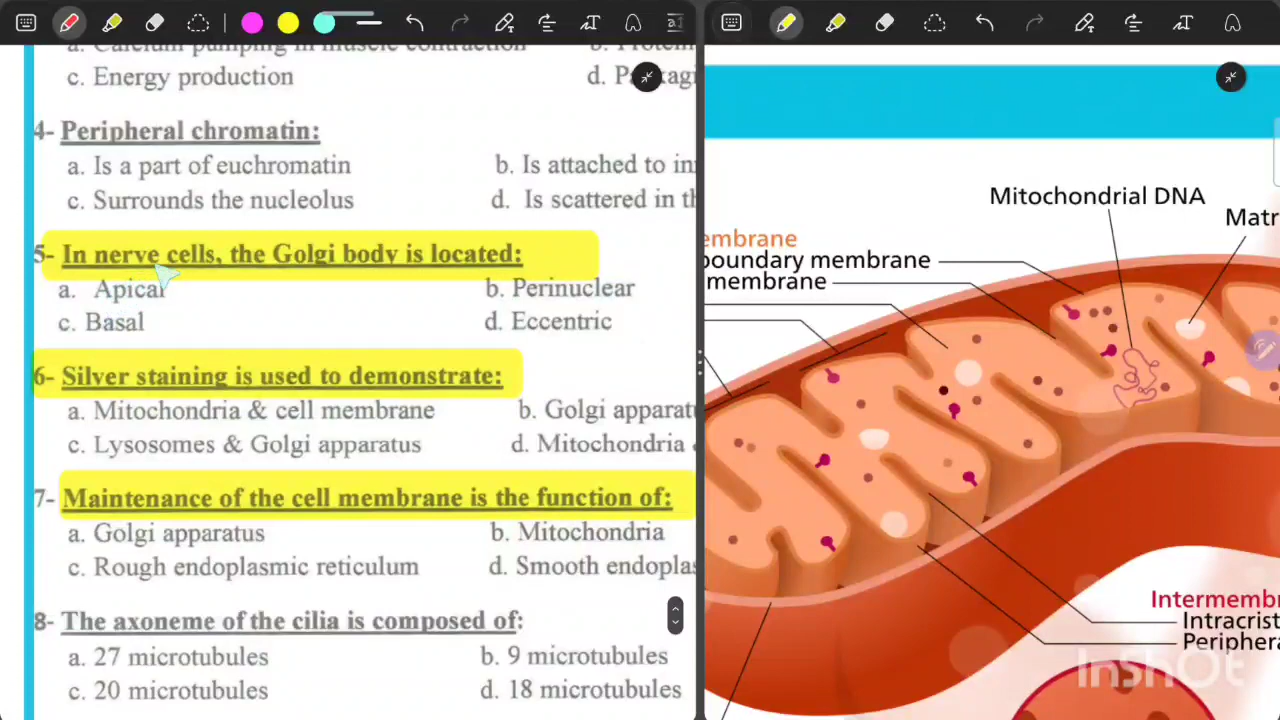 a. Calcium pumping in muscle contraction
c. Energy production
d.
4- Peripheral chromatin:
a. Is a part of euchromatin
b. Is attached to in
c. Surrounds the nucleolus
d. Is scattered in th
5- In nerve cells, the Golgi body is located:
a. Apical
b. Perinuclear
c. Basal
d. Eccentric
6- Silver staining is used to demonstrate:
a. Mitochondria & cell membrane
b. Golgi apparat
c. Lysosomes & Golgi apparatus
d. Mitochondria
7- Maintenance of the cell membrane is the function of:
a. Golgi apparatus
b. Mitochondria
c. Rough endoplasmic reticulum
d. Smooth endoplas
8- The axoneme of the cilia is composed of:
a. 27 microtubules
b. 9 microtubules
c. 20 microtubules
d. 18 microtubules
Mitochondrial DNA
Matr
embrane
boundary membrane
membrane
Intermembr
Intracrist
Periphera
InShOt